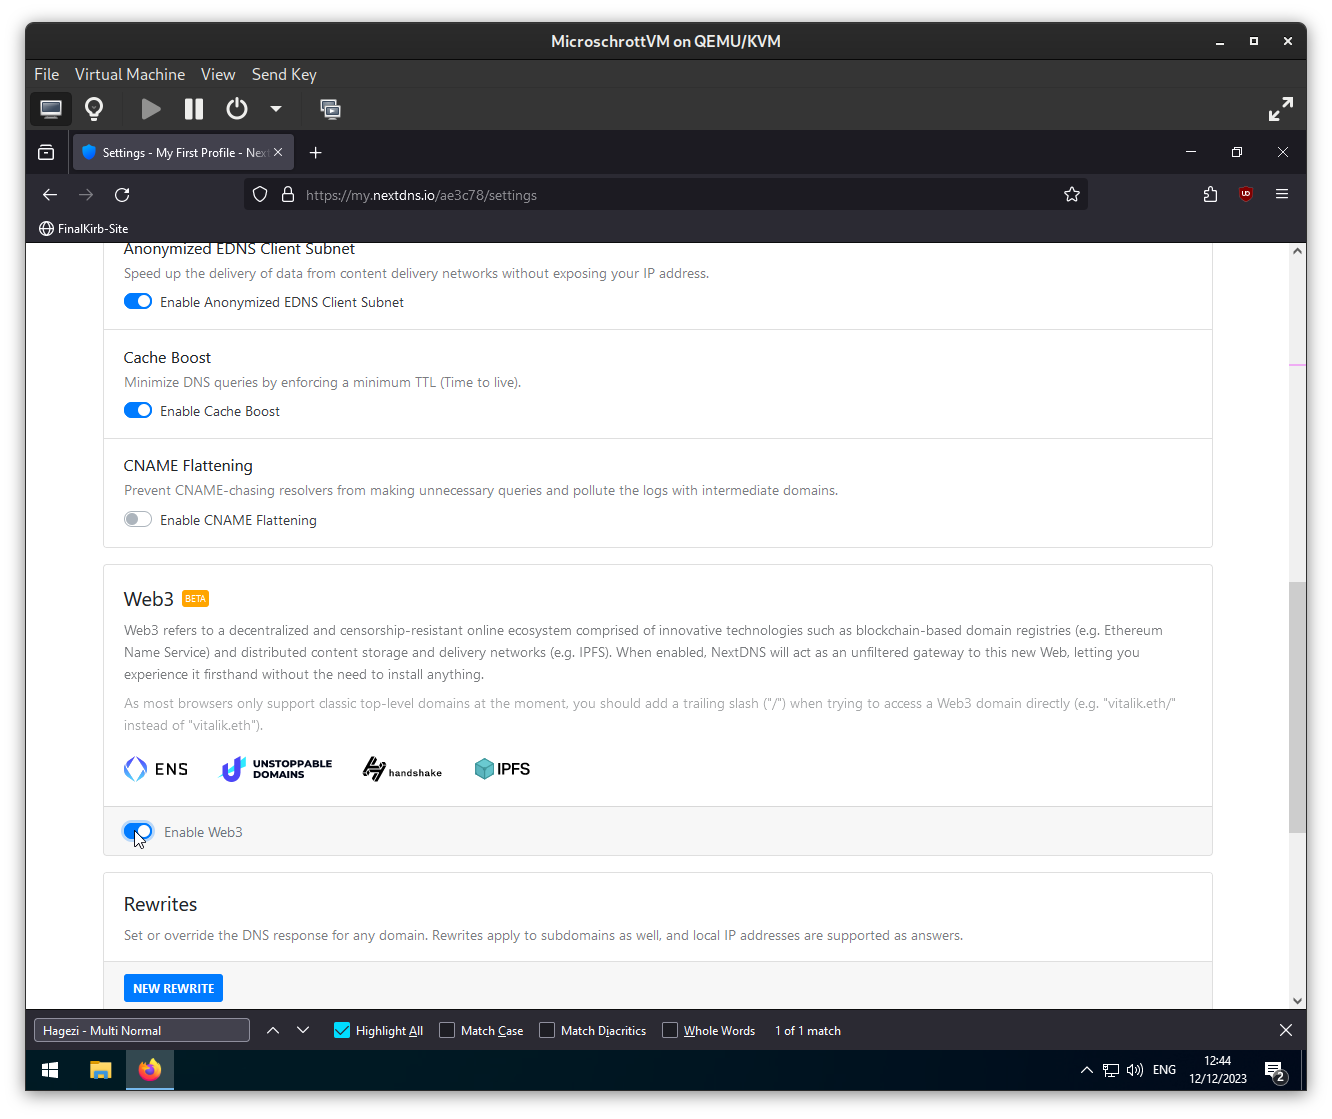 MicroschrottVM on QEMU/KVM
File Virtual Machine View Send Key
Settings - My First Profile - Nex
https://my.nextdns.io/ae3c78/settings
FinalKirb-Site
Anonymized EDNS Client Subnet
Speed up the delivery of data from content delivery networks without exposing your IP address.
Enable Anonymized EDNS Client Subnet
Cache Boost
Minimize DNS queries by enforcing a minimum TTL (Time to live).
Enable Cache Boost
CNAME Flattening
Prevent CNAME-chasing resolvers from making unnecessary queries and pollute the logs with intermediate domains.
Enable CNAME Flattening
Web3 BETA
Web3 refers to a decentralized and censorship-resistant online ecosystem comprised of innovative technologies such as blockchain-based domain registries (e.g. Ethereum
Name Service) and distributed content storage and delivery networks (e.g. IPFS). When enabled, NextDNS will act as an unfiltered gateway to this new Web, letting you
experience it firsthand without the need to install anything.
As most browsers only support classic top-level domains at the moment, you should add a trailing slash ("/") when trying to access a Web3 domain directly (e.g. "vitalik.eth/"
instead of "vitalik.eth").
ENS
UNSTOPPABLE
DOMAINS
handshake
IPFS
Enable Web3
Rewrites
Set or override the DNS response for any domain. Rewrites apply to subdomains as well, and local IP addresses are supported as answers.
NEW REWRITE
Hagezi - Multi Normal
Highlight All
Match Case
Match Diacritics
Whole Words
1 of 1 match
ENG
12:44
12/12/2023
2